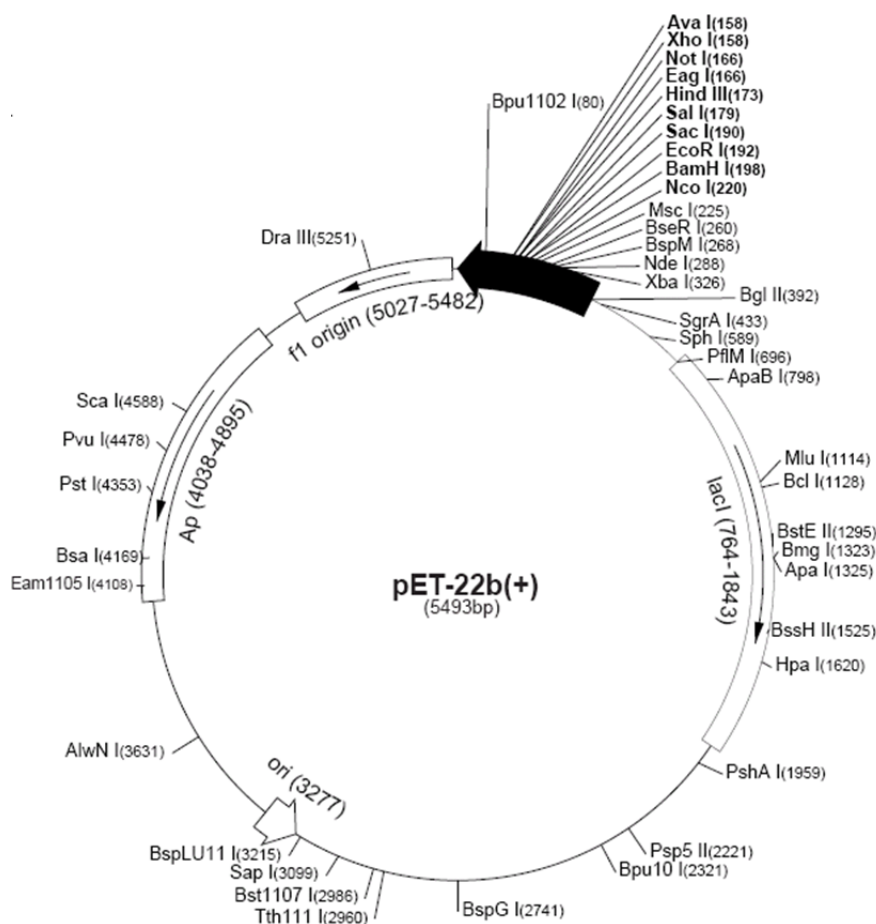 Ava I(158)
Xho I(158)
Not I(166)
Eag I(166)
Hind III(173)
Sal I(179)
Sac I(190)
EcoR I(192)
BamH I(198)
Nco I(220)
Bpu1102 I(80)
Msc I(225)
BseR I(260)
BspM I(268)
Nde I(288)
Xba I(326)
Bgl II(392)
SgrA I(433)
Sph I(589)
PflM I(696)
ApaB I(798)
Dra III(5251)
f1 origin (5027-5482)
Sca I(4588)
Pvu I(4478)
Pst I(4353)
Bsa I(4169)
Eam1105 I(4108)
Ap (4038-4895)
Mlu I(1114)
Bcl I(1128)
BstE II(1295)
Bmg I(1323)
Apa I(1325)
BssH II(1525)
Hpa I(1620)
lacI (764-1843)
pET-22b(+)
(5493bp)
AlwN I(3631)
ori (3277)
PshA I(1959)
BspLU11 I(3215)
Sap I(3099)
Bst1107 I(2986)
Tth111 I(2960)
BspG I(2741)
Psp5 II(2221)
Bpu10 I(2321)